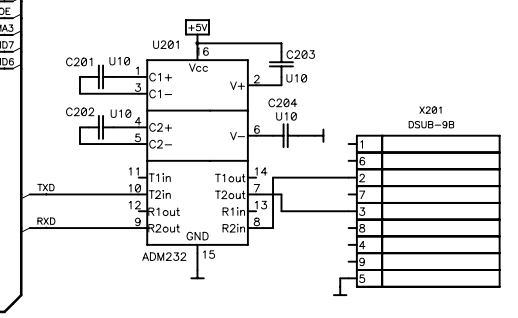 +5V
OE
MA3
MD7
MD6
U201
6
Vcc
C201 U10
1 C1+
3 C1-
C203
U10
V+ 2
C202 U10
4 C2+
5 C2-
C204
U10
V- 6
X201
DSUB-9B
11 T1in T1out 14
TXD 10 T2in T2out 7
12 R1out R1in 13
RXD 9 R2out R2in 8
GND
15
ADM232
1
6
2
7
3
8
4
9
5